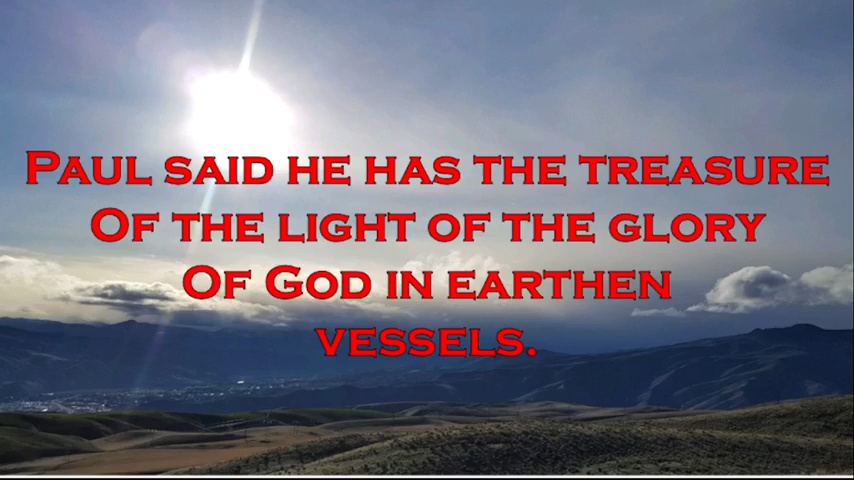 Paul said he has the treasure
Of the light of the glory
Of God in earthen
vessels.